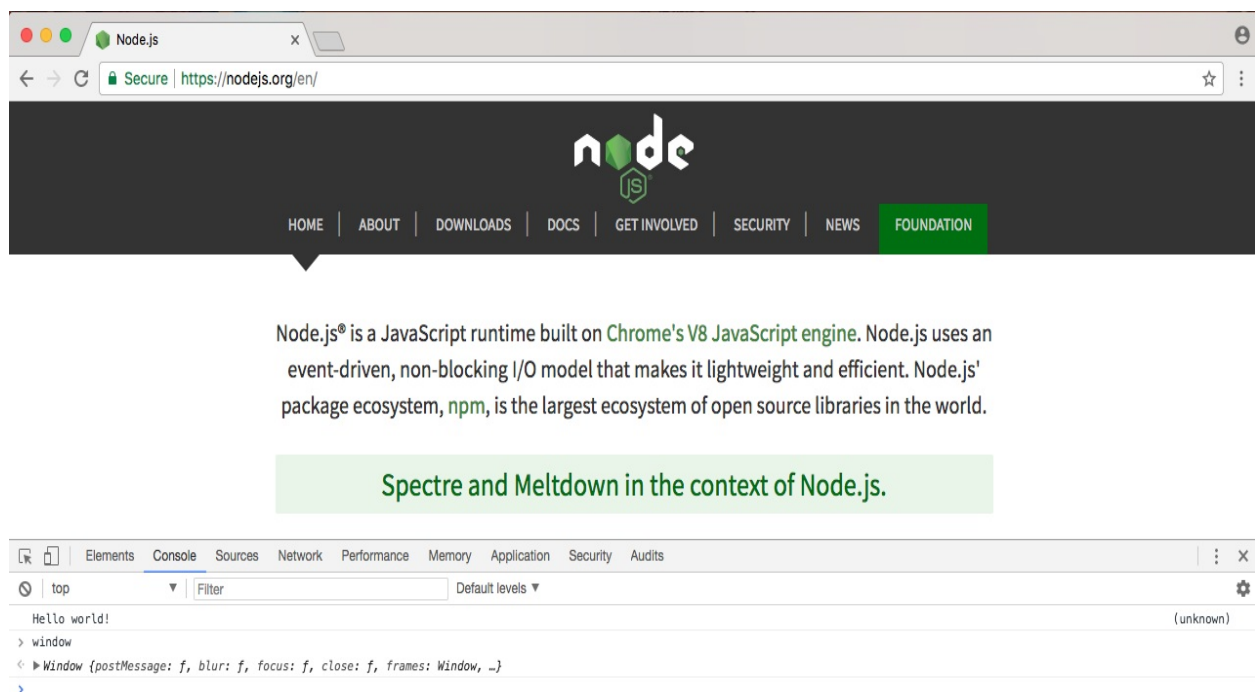 Node.js
Secure | https://nodejs.org/en/
node
JS
HOME | ABOUT | DOWNLOADS | DOCS | GET INVOLVED | SECURITY | NEWS FOUNDATION
Node.js® is a JavaScript runtime built on Chrome's V8 JavaScript engine. Node.js uses an
event-driven, non-blocking I/O model that makes it lightweight and efficient. Node.js'
package ecosystem, npm, is the largest ecosystem of open source libraries in the world.
Spectre and Meltdown in the context of Node.js.
Elements Console Sources Network Performance Memory Application Security Audits
top ▼ Filter Default levels ▼
Hello world! (unknown)
> window
<· ▶ Window {postMessage: ƒ, blur: ƒ, focus: ƒ, close: ƒ, frames: Window, …}
>